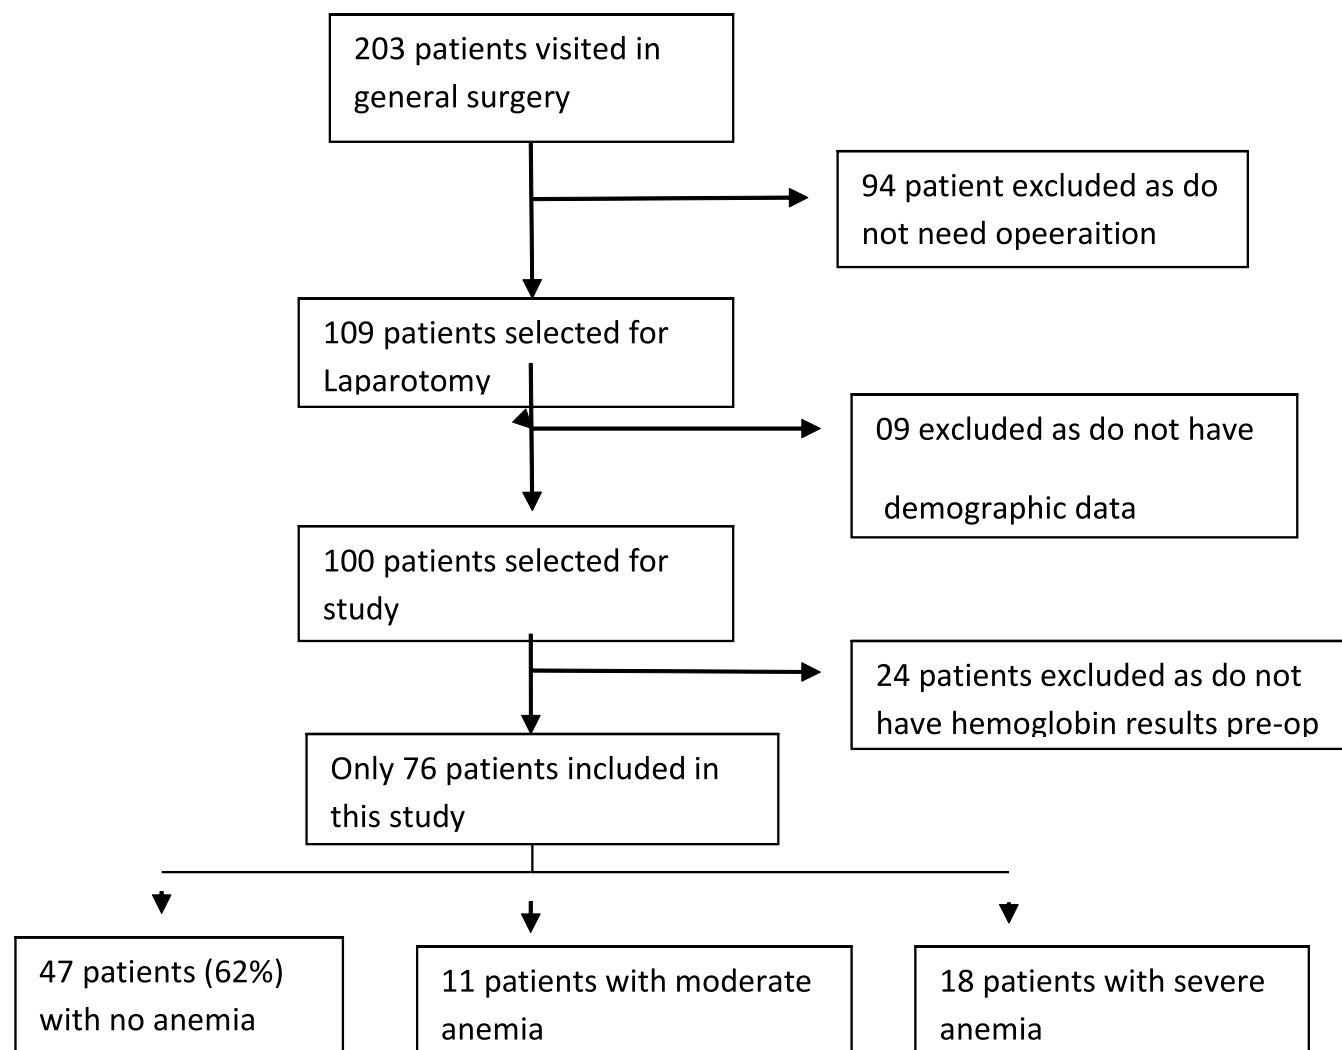 203 patients visited in
general surgery
94 patient excluded as do
not need opeeraition
109 patients selected for
Laparotomy
09 excluded as do not have
demographic data
100 patients selected for
study
24 patients excluded as do not
have hemoglobin results pre-op
Only 76 patients included in
this study
47 patients (62%)
with no anemia
11 patients with moderate
anemia
18 patients with severe
anemia